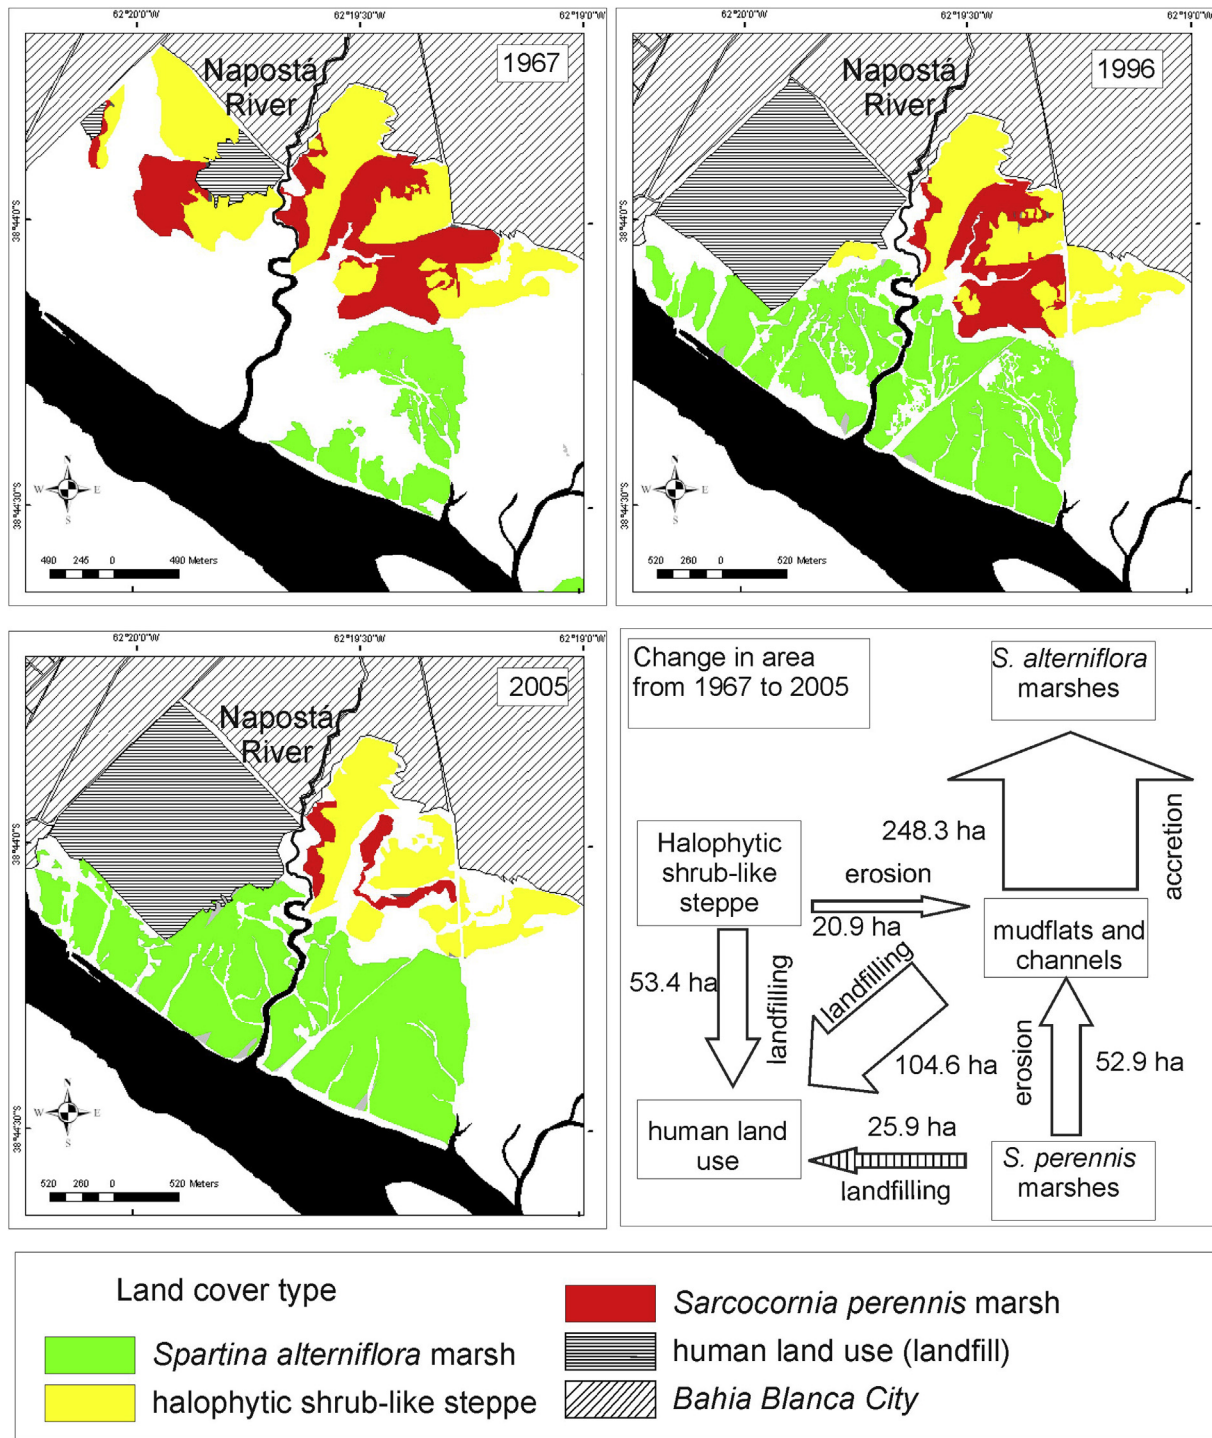 62°20'0"W
62°19'30"W
62°19'0"W
1967
Napostá
River
38°44'0"S
38°44'30"S
N
W
E
S
490 245 0 490 Meters
62°20'0"W
62°19'30"W
62°19'0"W
1996
Napostá
River
38°44'0"S
38°44'30"S
N
W
E
S
520 260 0 520 Meters
62°20'0"W
62°19'30"W
62°19'0"W
2005
Napostá
River
38°44'0"S
38°44'30"S
N
W
E
S
520 260 0 520 Meters
Change in area
from 1967 to 2005
S. alterniflora
marshes
248.3 ha
accretion
Halophytic
shrub-like
steppe
erosion
20.9 ha
mudflats and
channels
53.4 ha
landfilling
landfilling
104.6 ha
erosion
52.9 ha
human land
use
25.9 ha
landfilling
S. perennis
marshes
Land cover type
Spartina alterniflora marsh
halophytic shrub-like steppe
Sarcocornia perennis marsh
human land use (landfill)
Bahia Blanca City